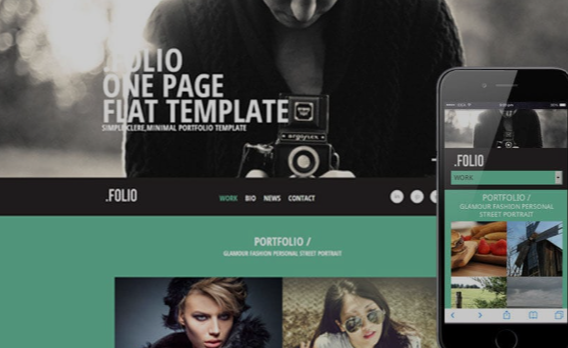 .FOLIO
ONE PAGE
FLAT TEMPLATE
SIMPLE,CLERE,MINIMAL PORTFOLIO TEMPLATE
.FOLIO
WORK BIO NEWS CONTACT
PORTFOLIO /
GLAMOUR FASHION PERSONAL STREET PORTRAIT
.FOLIO
WORK
PORTFOLIO /
GLAMOUR FASHION PERSONAL
STREET PORTRAIT